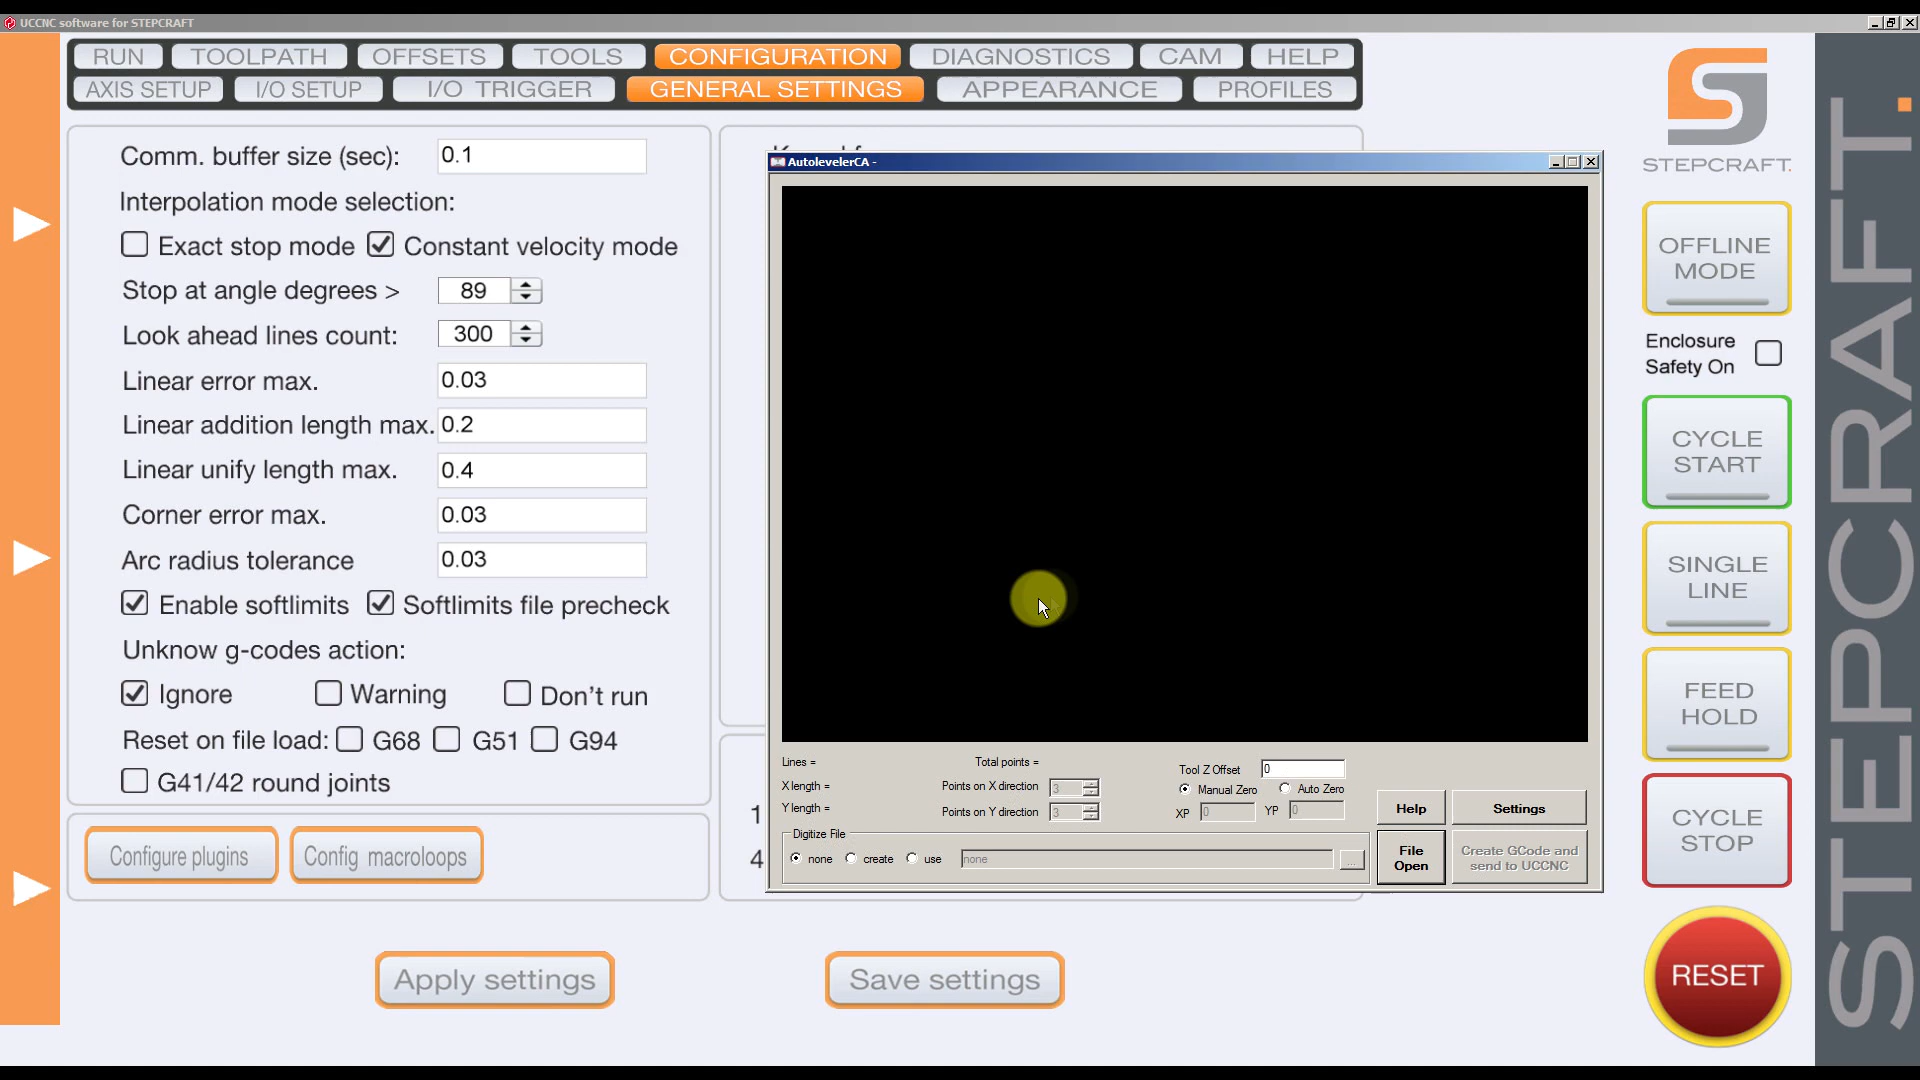 UCCNC software for STEPCRAFT
RUN TOOLPATH OFFSETS TOOLS CONFIGURATION DIAGNOSTICS CAM HELP
AXIS SETUP I/O SETUP I/O TRIGGER GENERAL SETTINGS APPEARANCE PROFILES
Comm. buffer size (sec): 0.1
Interpolation mode selection:
Exact stop mode Constant velocity mode
Stop at angle degrees > 89
Look ahead lines count: 300
Linear error max. 0.03
Linear addition length max. 0.2
Linear unify length max. 0.4
Corner error max. 0.03
Arc radius tolerance 0.03
Enable softlimits Softlimits file precheck
Unknow g-codes action:
Ignore Warning Don't run
Reset on file load: G68 G51 G94
G41/42 round joints
Configure plugins Config macroloops
Apply settings Save settings
1
4
AutolevelerCA -
Lines = Total points = Tool Z Offset 0
X length = Points on X direction 3 Manual Zero Auto Zero
Y length = Points on Y direction 3 XP 0 YP 0
Digitize File
none create use none ...
Help Settings
File Open
Create GCode and send to UCCNC
STEPCRAFT.
OFFLINE
MODE
Enclosure
Safety On
CYCLE
START
SINGLE
LINE
FEED
HOLD
CYCLE
STOP
RESET
STEPCRAFT.